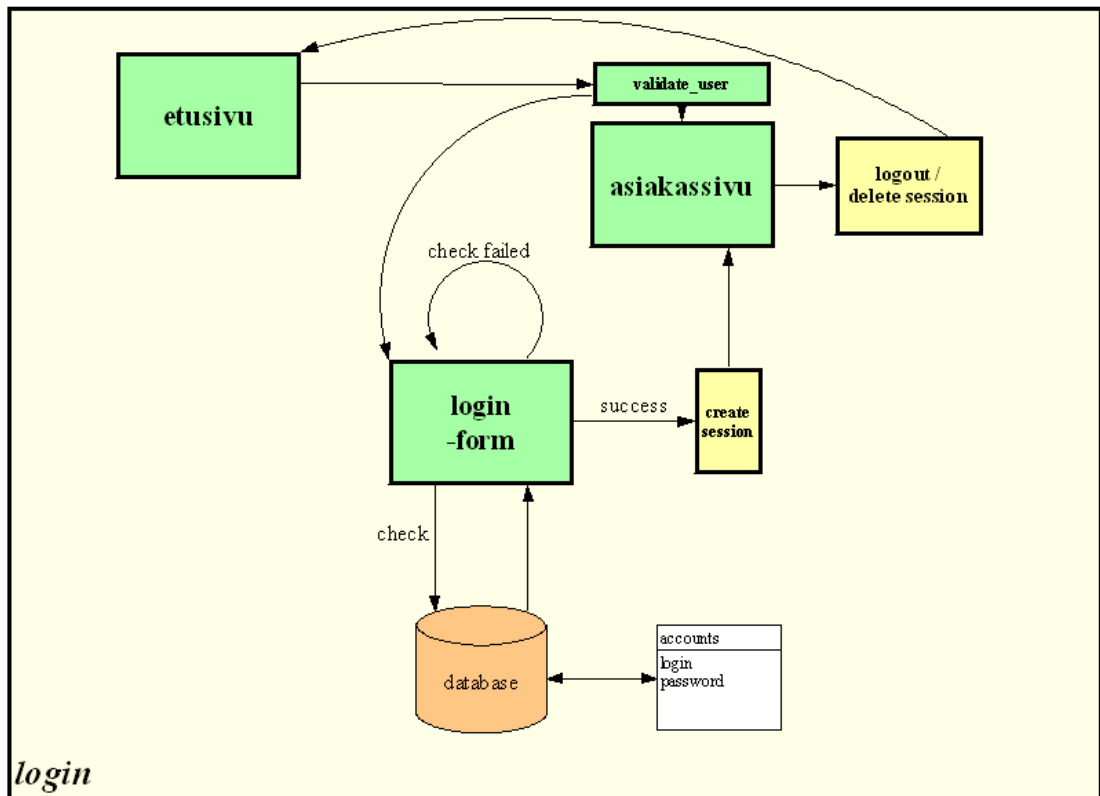 etusivu
validate_user
asiakassivu
logout /
delete session
check failed
login
-form
success
create
session
check
database
accounts
login
password
login